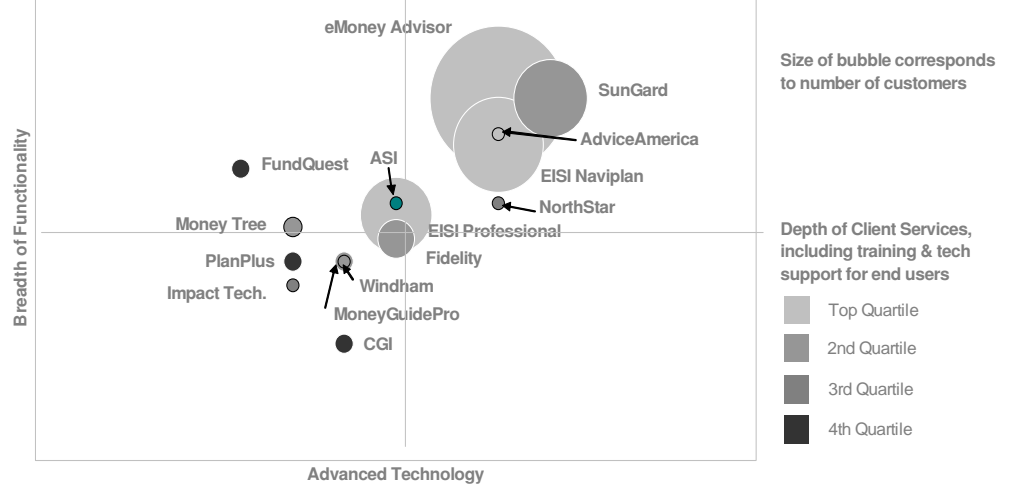 eMoney Advisor
Size of bubble corresponds
to number of customers
SunGard
AdviceAmerica
ASI
FundQuest
EISI Naviplan
NorthStar
Money Tree
EISI Professional
Depth of Client Services,
including training & tech
support for end users
Fidelity
PlanPlus
Windham
Impact Tech.
MoneyGuidePro
CGI
Top Quartile
2nd Quartile
3rd Quartile
4th Quartile
Breadth of Functionality
Advanced Technology